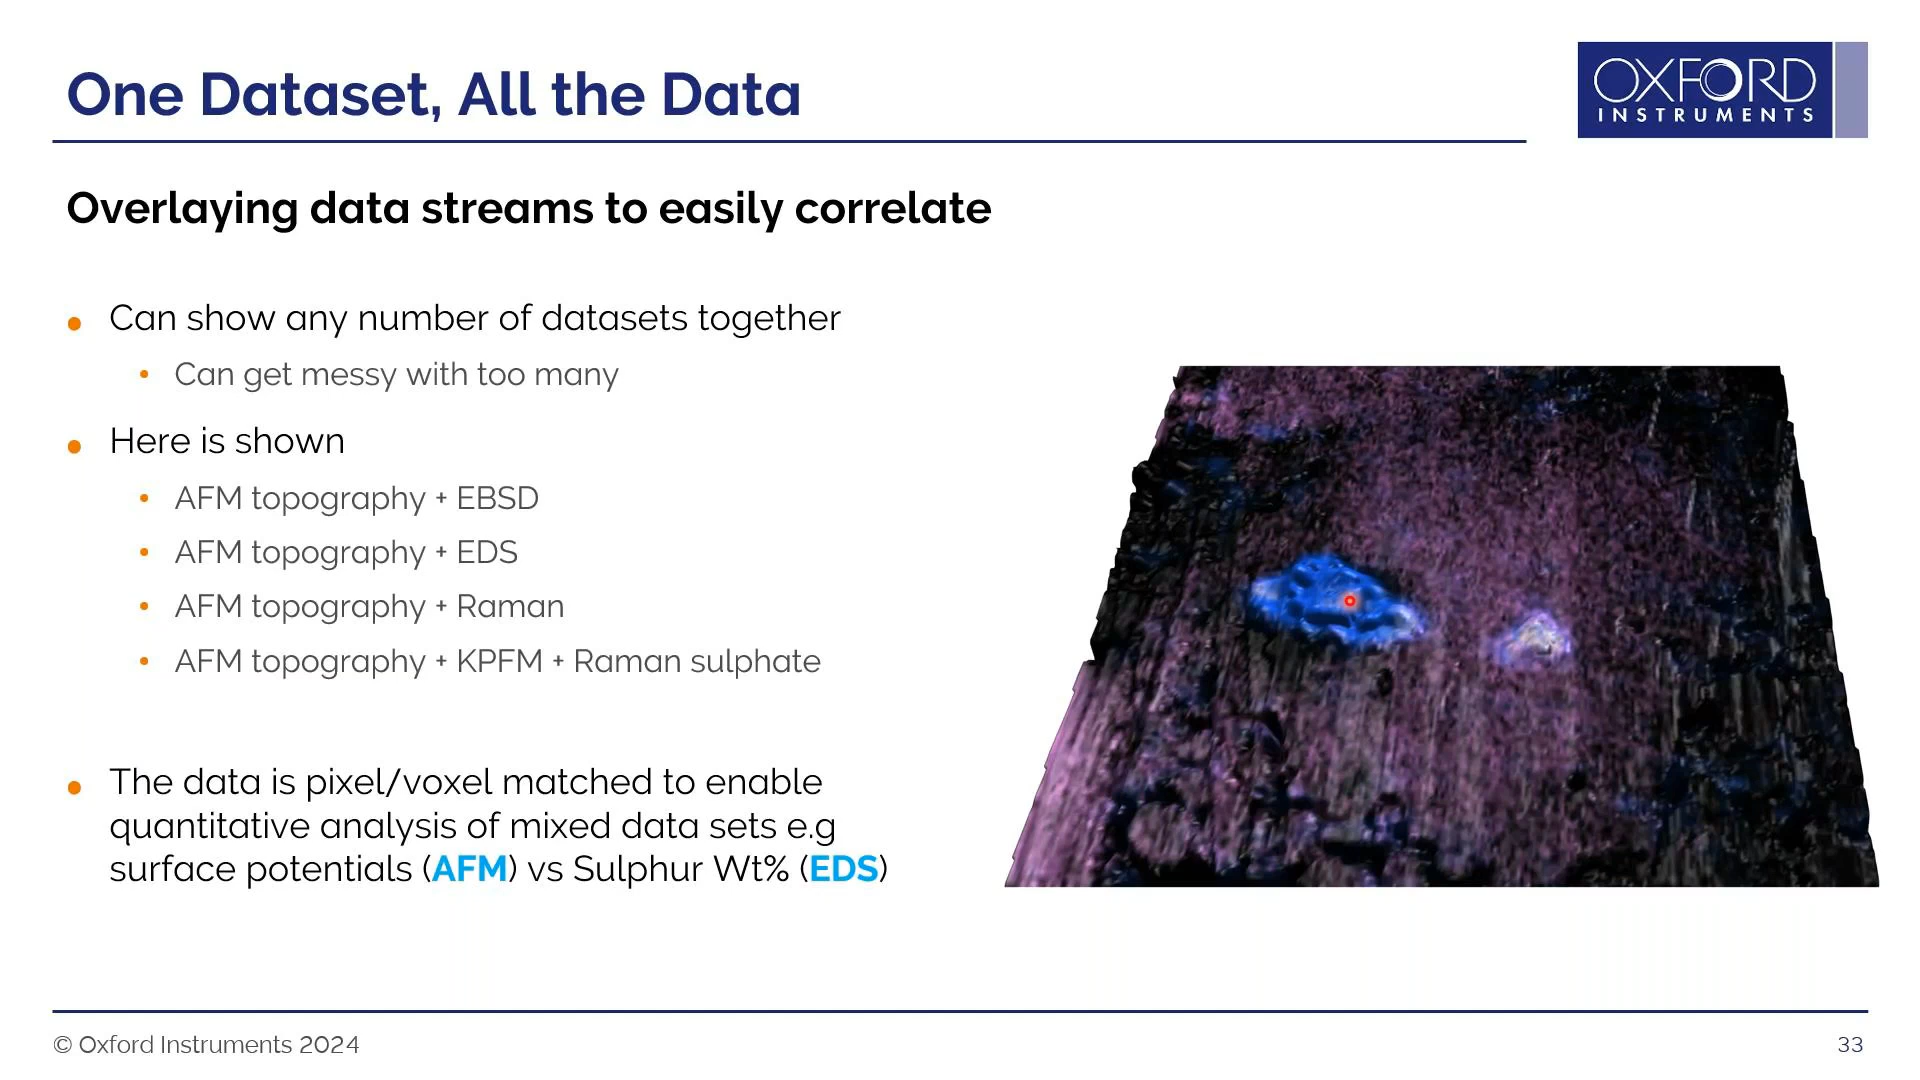 One Dataset, All the Data
OXFORD
INSTRUMENTS
Overlaying data streams to easily correlate
• Can show any number of datasets together
• Can get messy with too many
• Here is shown
• AFM topography + EBSD
• AFM topography + EDS
• AFM topography + Raman
• AFM topography + KPFM + Raman sulphate
• The data is pixel/voxel matched to enable
quantitative analysis of mixed data sets e.g
surface potentials (AFM) vs Sulphur Wt% (EDS)
© Oxford Instruments 2024
33